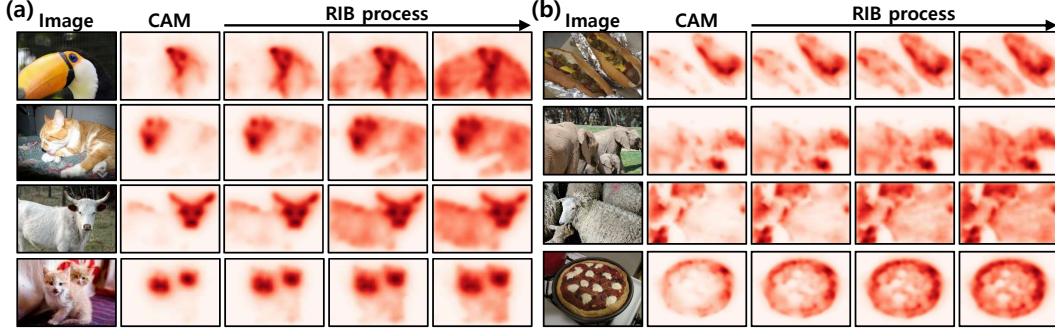 (a) Image CAM RIB process
(b) Image CAM RIB process